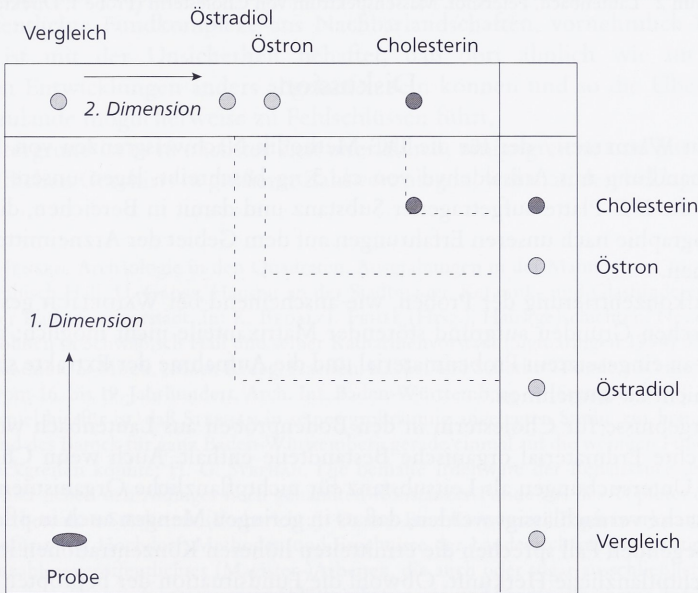 Östradiol
Vergleich
Östron
Cholesterin
2. Dimension
Cholesterin
Östron
1. Dimension
Östradiol
Vergleich
Probe